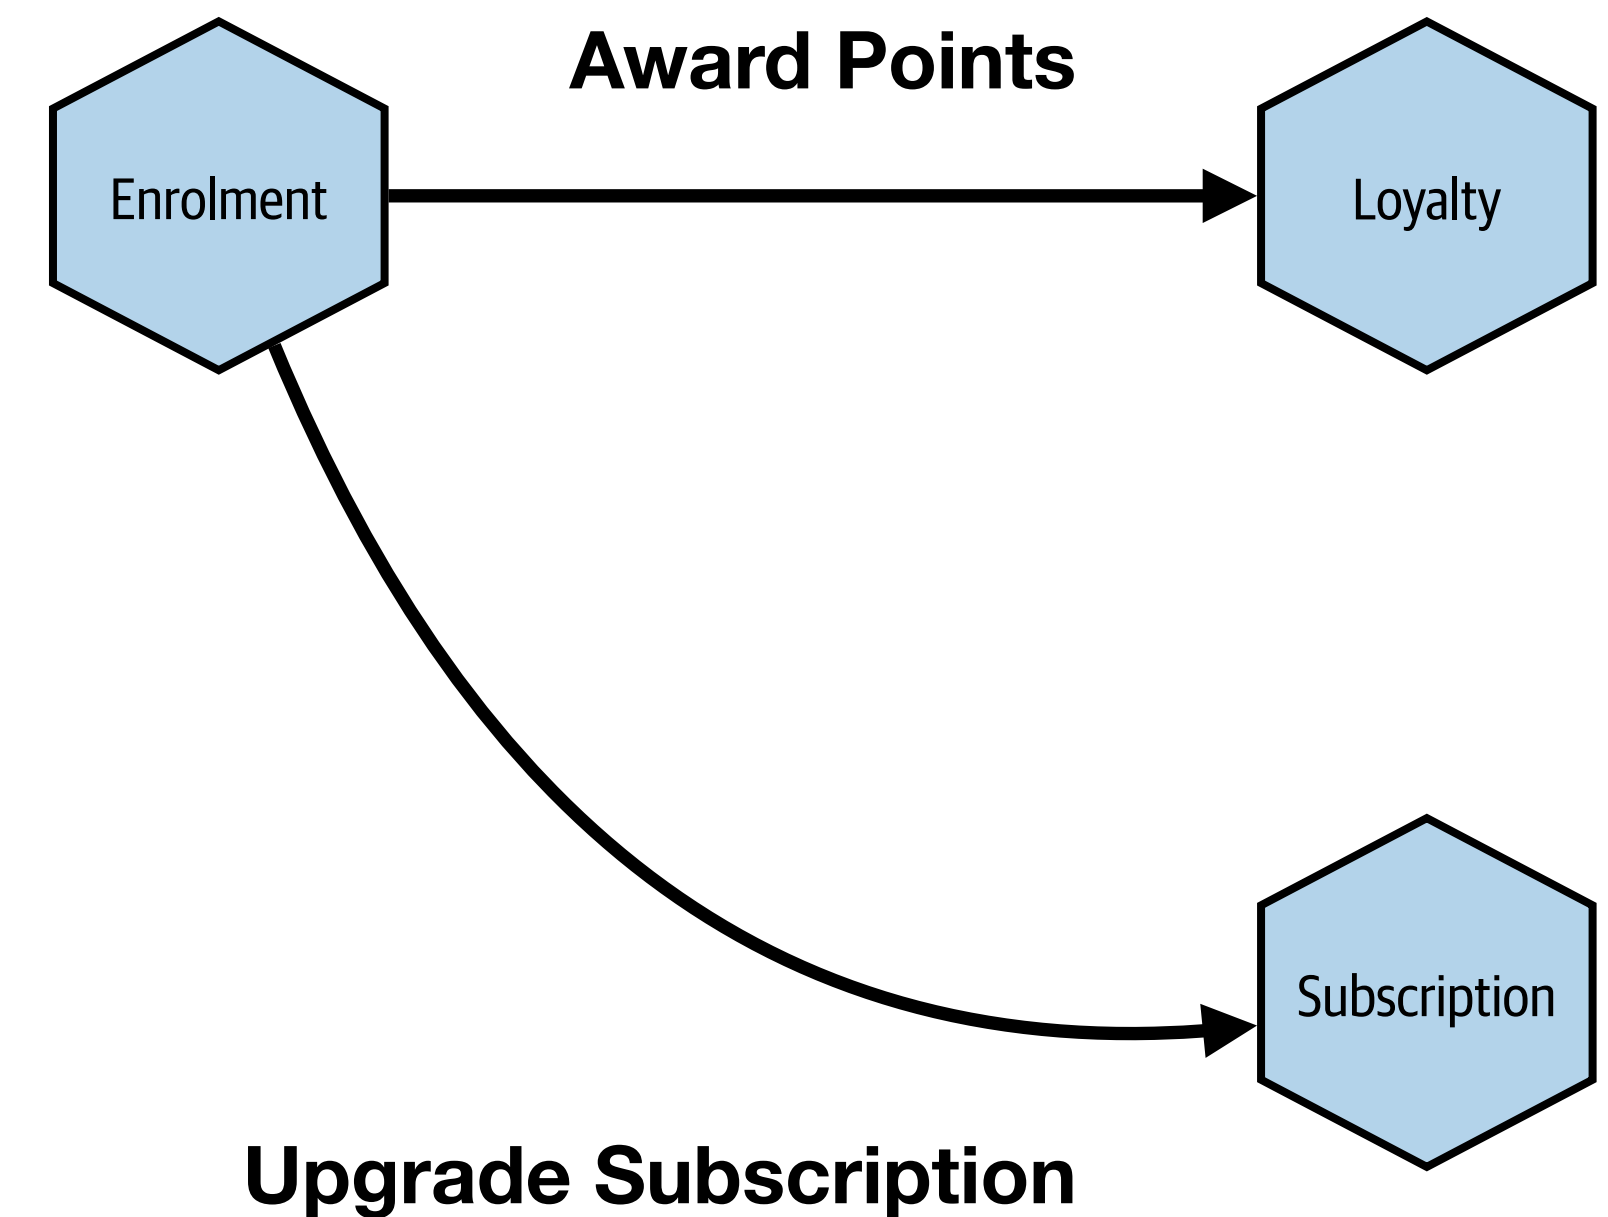 Award Points
Enrolment
Loyalty
Subscription
Upgrade Subscription